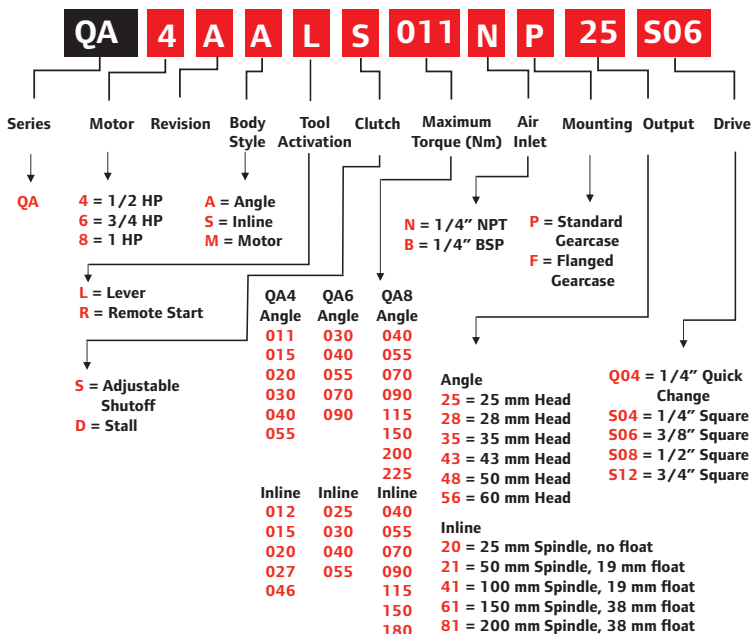 QA 4 A A L S 011 N P 25 S06
Series Motor Revision Body Style Tool Activation Clutch Maximum Torque (Nm) Air Inlet Mounting Output Drive
QA
4 = 1/2 HP
6 = 3/4 HP
8 = 1 HP
A = Angle
S = Inline
M = Motor
L = Lever
R = Remote Start
S = Adjustable
Shutoff
D = Stall
QA4 QA6 QA8
Angle Angle Angle
011 030 040
015 040 055
020 055 070
030 070 090
040 090 115
055 150
200
225
Inline Inline Inline
012 025 040
015 030 055
020 040 070
027 055 090
046 115
150
180
N = 1/4” NPT
B = 1/4” BSP
P = Standard
Gearcase
F = Flanged
Gearcase
Angle
25 = 25 mm Head
28 = 28 mm Head
35 = 35 mm Head
43 = 43 mm Head
48 = 50 mm Head
56 = 60 mm Head
Inline
20 = 25 mm Spindle, no float
21 = 50 mm Spindle, 19 mm float
41 = 100 mm Spindle, 19 mm float
61 = 150 mm Spindle, 38 mm float
81 = 200 mm Spindle, 38 mm float
Q04 = 1/4” Quick
Change
S04 = 1/4” Square
S06 = 3/8” Square
S08 = 1/2” Square
S12 = 3/4” Square